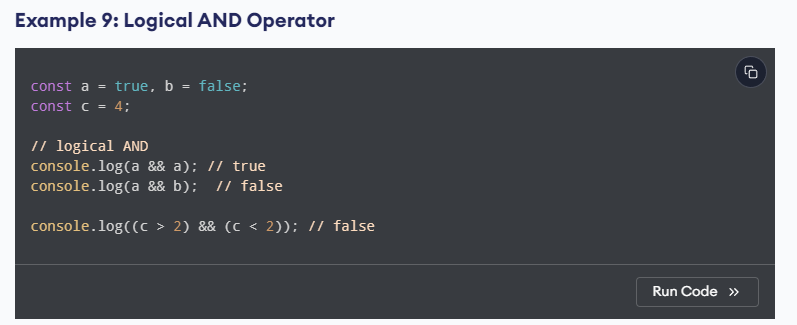 Example 9: Logical AND Operator
const a = true, b = false;
const c = 4;
// logical AND
console.log(a && a); // true
console.log(a && b);  // false
console.log((c > 2) && (c < 2)); // false
Run Code »